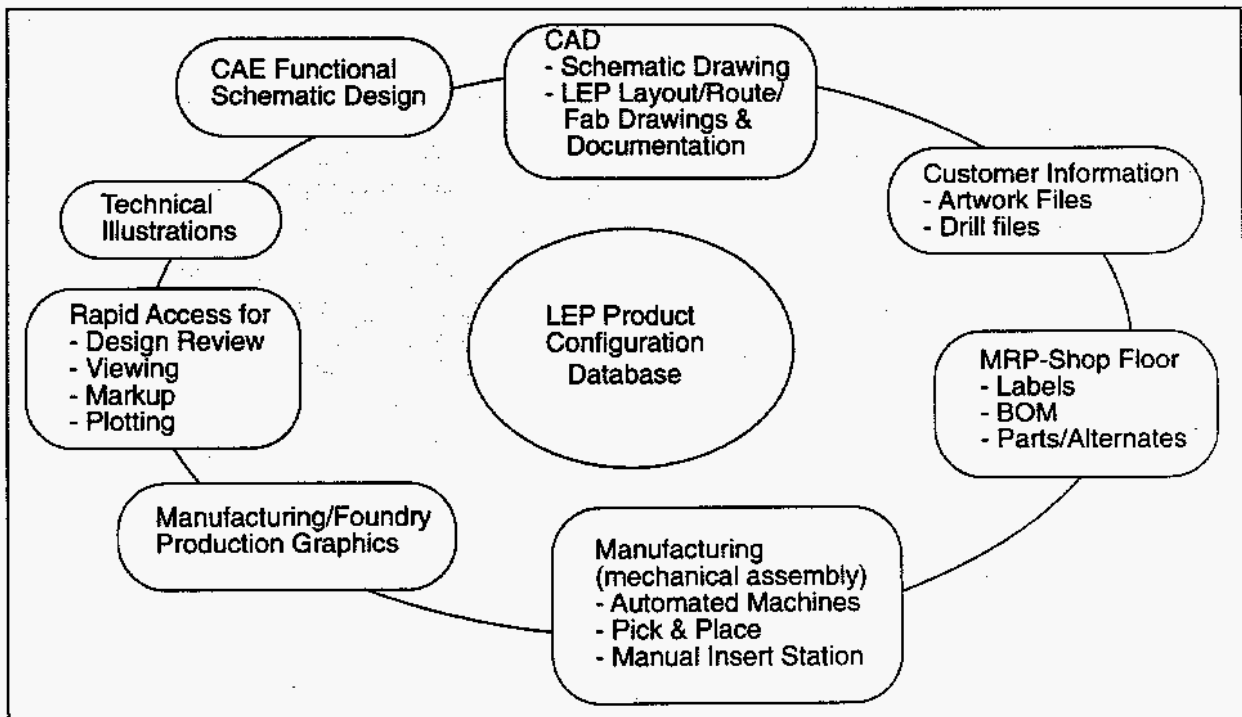 CAE Functional
Schematic Design
CAD
- Schematic Drawing
- LEP Layout/Route/
Fab Drawings &
Documentation
Customer Information
- Artwork Files
- Drill files
Technical
Illustrations
Rapid Access for
- Design Review
- Viewing
- Markup
- Plotting
LEP Product
Configuration
Database
MRP-Shop Floor
- Labels
- BOM
- Parts/Alternates
Manufacturing/Foundry
Production Graphics
Manufacturing
(mechanical assembly)
- Automated Machines
- Pick & Place
- Manual Insert Station